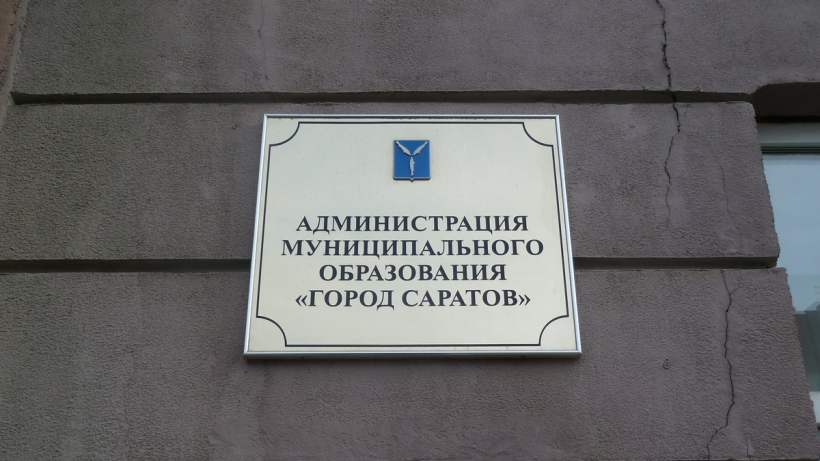 АДМИНИСТРАЦИЯ
МУНИЦИПАЛЬНОГО
ОБРАЗОВАНИЯ
«ГОРОД САРАТОВ»